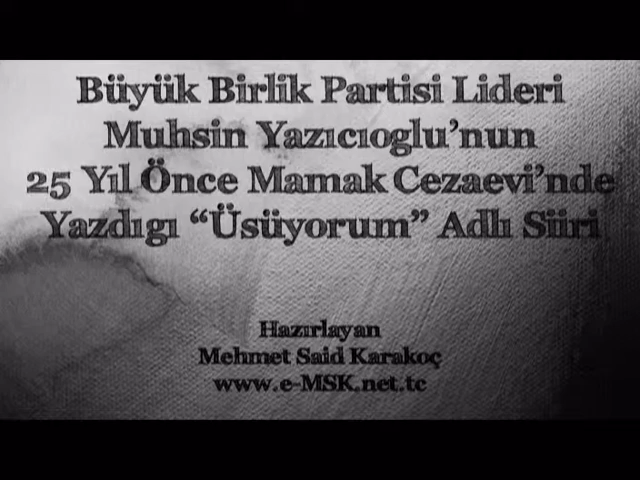 Büyük Birlik Partisi Lideri
Muhsin Yazıcıoglu’nun
25 Yıl Önce Mamak Cezaevi’nde
Yazdıgı “Üsüyorum” Adlı Siiri
Hazırlayan
Mehmet Said Karakoç
www.e-MSK.net.tc